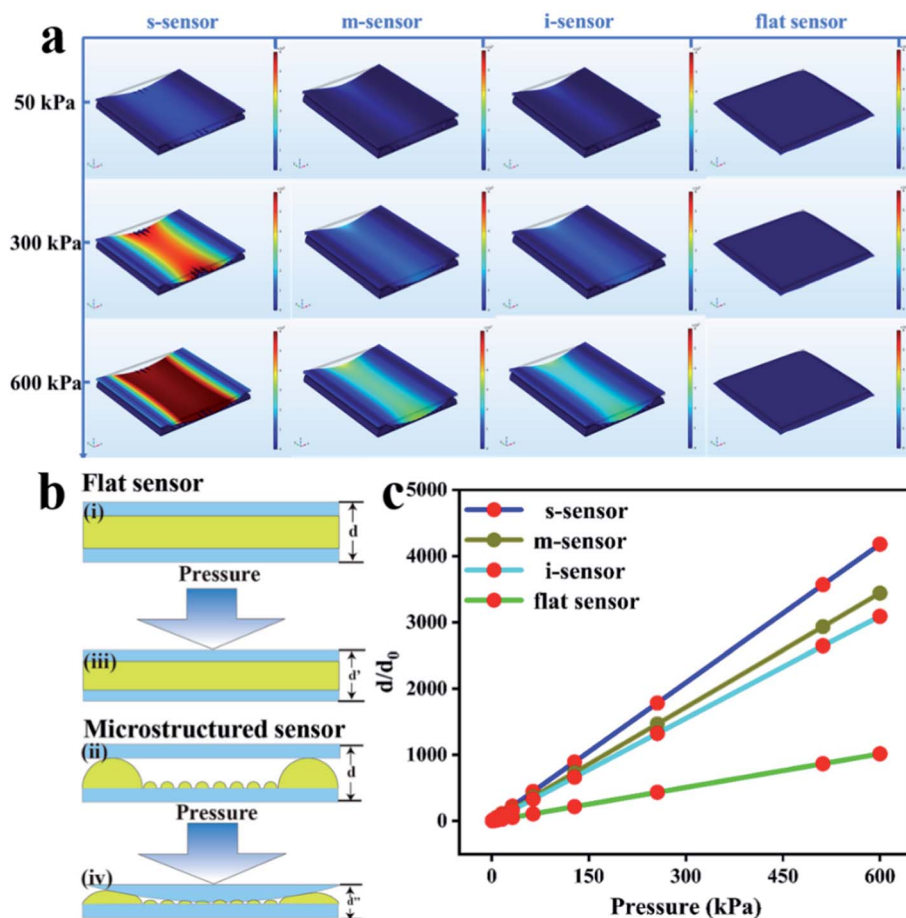 a
s-sensor m-sensor i-sensor flat sensor
50 kPa
300 kPa
600 kPa
b
Flat sensor
(i)
d
Pressure
(iii)
d'
Microstructured sensor
(ii)
d
Pressure
(iv)
d''
c
5000
4000
3000
2000
1000
0
d/d0
s-sensor
m-sensor
i-sensor
flat sensor
0 150 300 450 600
Pressure (kPa)